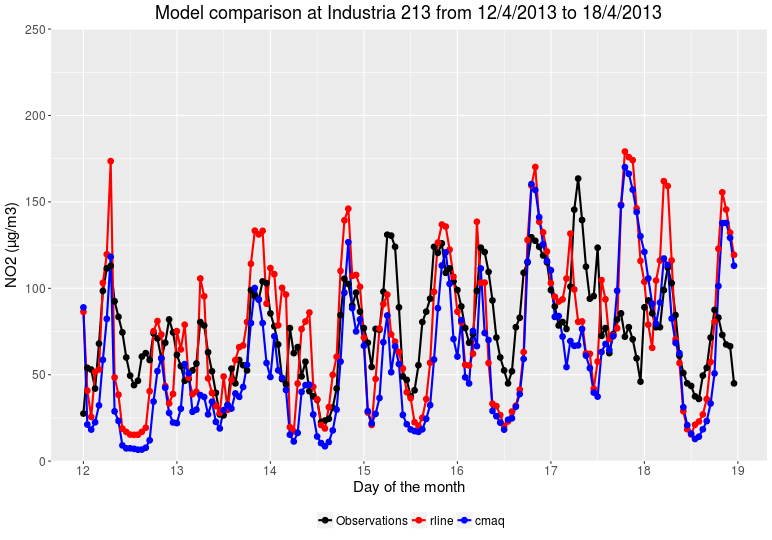 Model comparison at Industria 213 from 12/4/2013 to 18/4/2013
250
200
150
100
50
0
NO2 (µg/m3)
12 13 14 15 16 17 18 19
Day of the month
Observations rline cmaq